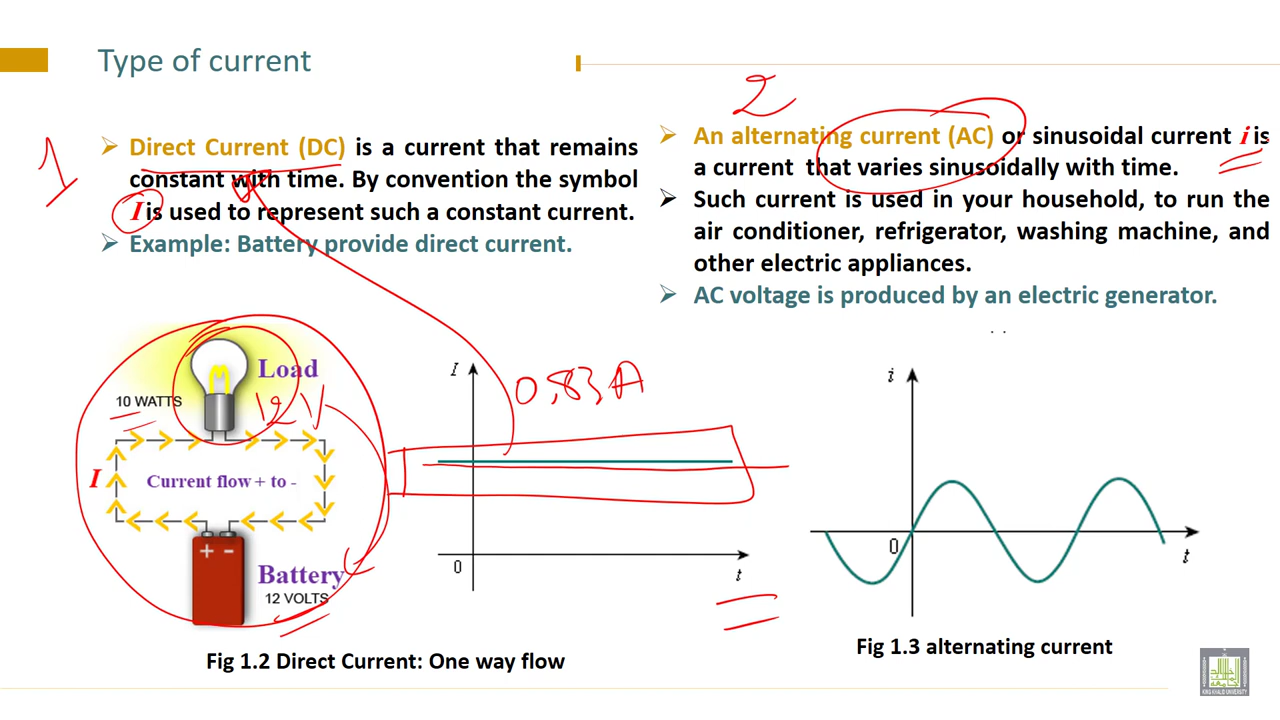 Type of current
1
➢ Direct Current (DC) is a current that remains
constant with time. By convention the symbol
I is used to represent such a constant current.
➢ Example: Battery provide direct current.
2
➢ An alternating current (AC) or sinusoidal current i is
a current that varies sinusoidally with time.
➢ Such current is used in your household, to run the
air conditioner, refrigerator, washing machine, and
other electric appliances.
➢ AC voltage is produced by an electric generator.
Load
10 WATTS
12 V
I
Current flow + to -
+ -
Battery
12 VOLTS
Fig 1.2 Direct Current: One way flow
I
0,83 A
0
t
i
0
t
Fig 1.3 alternating current
KING KHALID UNIVERSITY